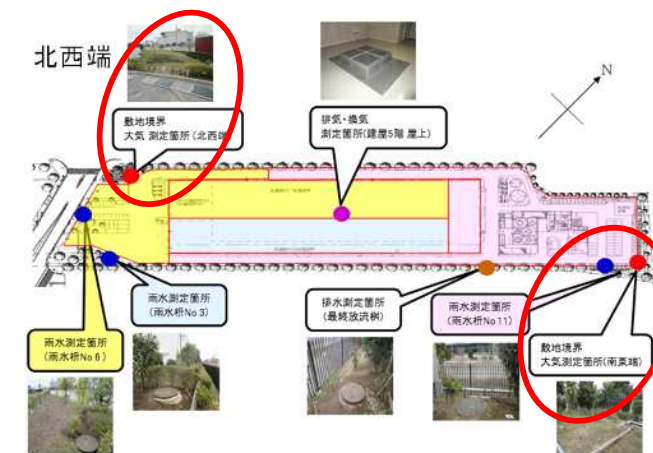 北西端
N
敷地境界
大気 測定箇所(北西端)
排気・換気
測定箇所(建屋5階 屋上)
雨水測定箇所
(雨水枡No.3)
排水測定箇所
(最終放流桝)
雨水測定箇所
(雨水枡No.11)
雨水測定箇所
(雨水枡No.6)
敷地境界
大気測定箇所(南東端)